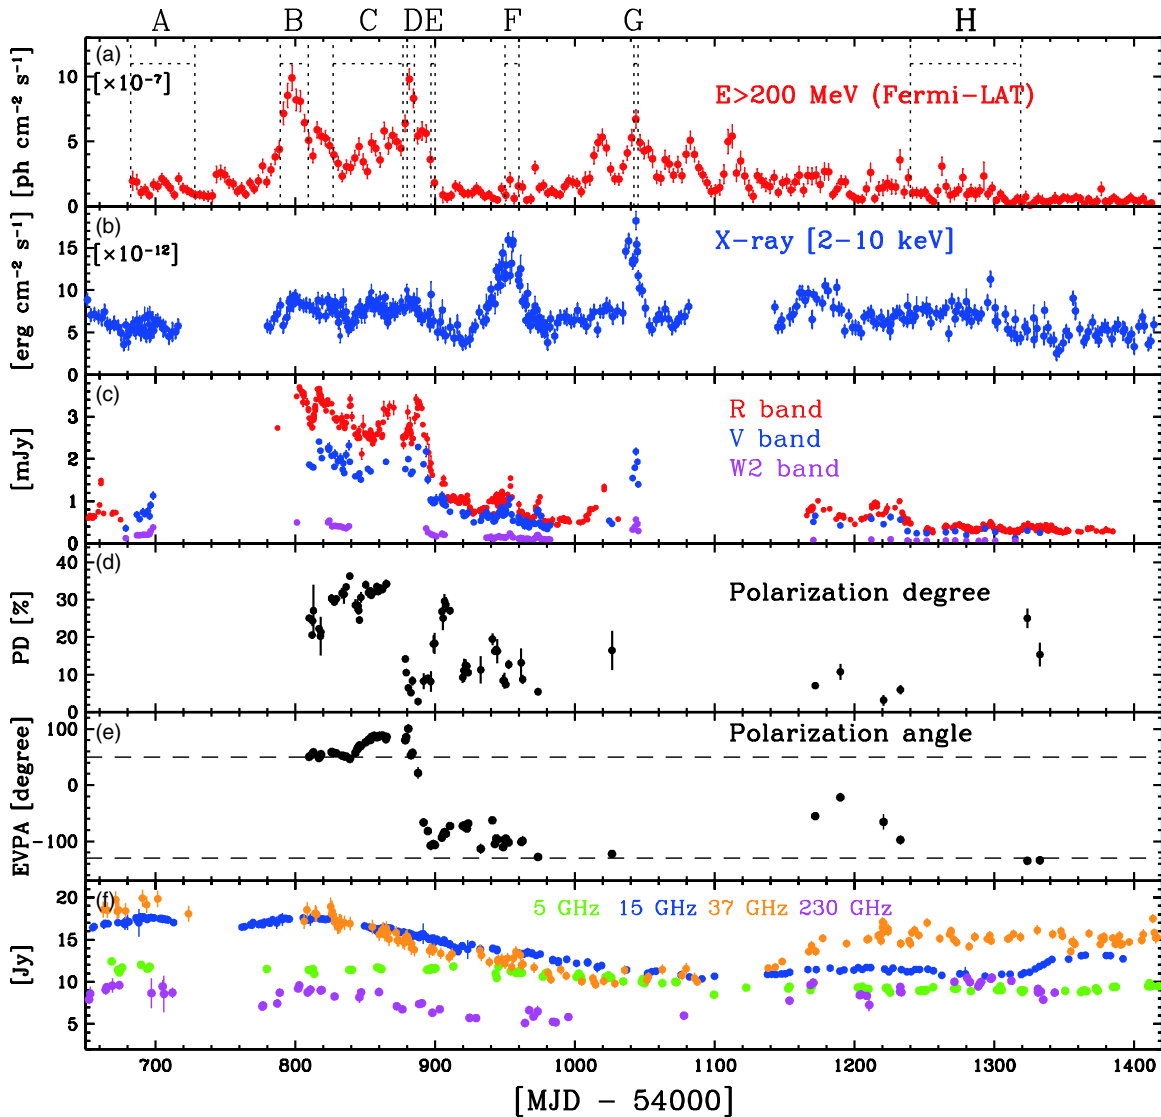 A B C D E F G H
(a)
[×10⁻⁷]
E>200 MeV (Fermi-LAT)
[ph cm⁻² s⁻¹]
10
5
0
(b)
[×10⁻¹²]
X-ray [2-10 keV]
[erg cm⁻² s⁻¹]
15
10
5
0
(c)
R band
V band
W2 band
[mJy]
3
2
1
0
(d)
Polarization degree
PD [%]
40
30
20
10
0
(e)
Polarization angle
EVPA [degree]
100
0
-100
(f)
5 GHz 15 GHz 37 GHz 230 GHz
[Jy]
20
15
10
5
700 800 900 1000 1100 1200 1300 1400
[MJD - 54000]